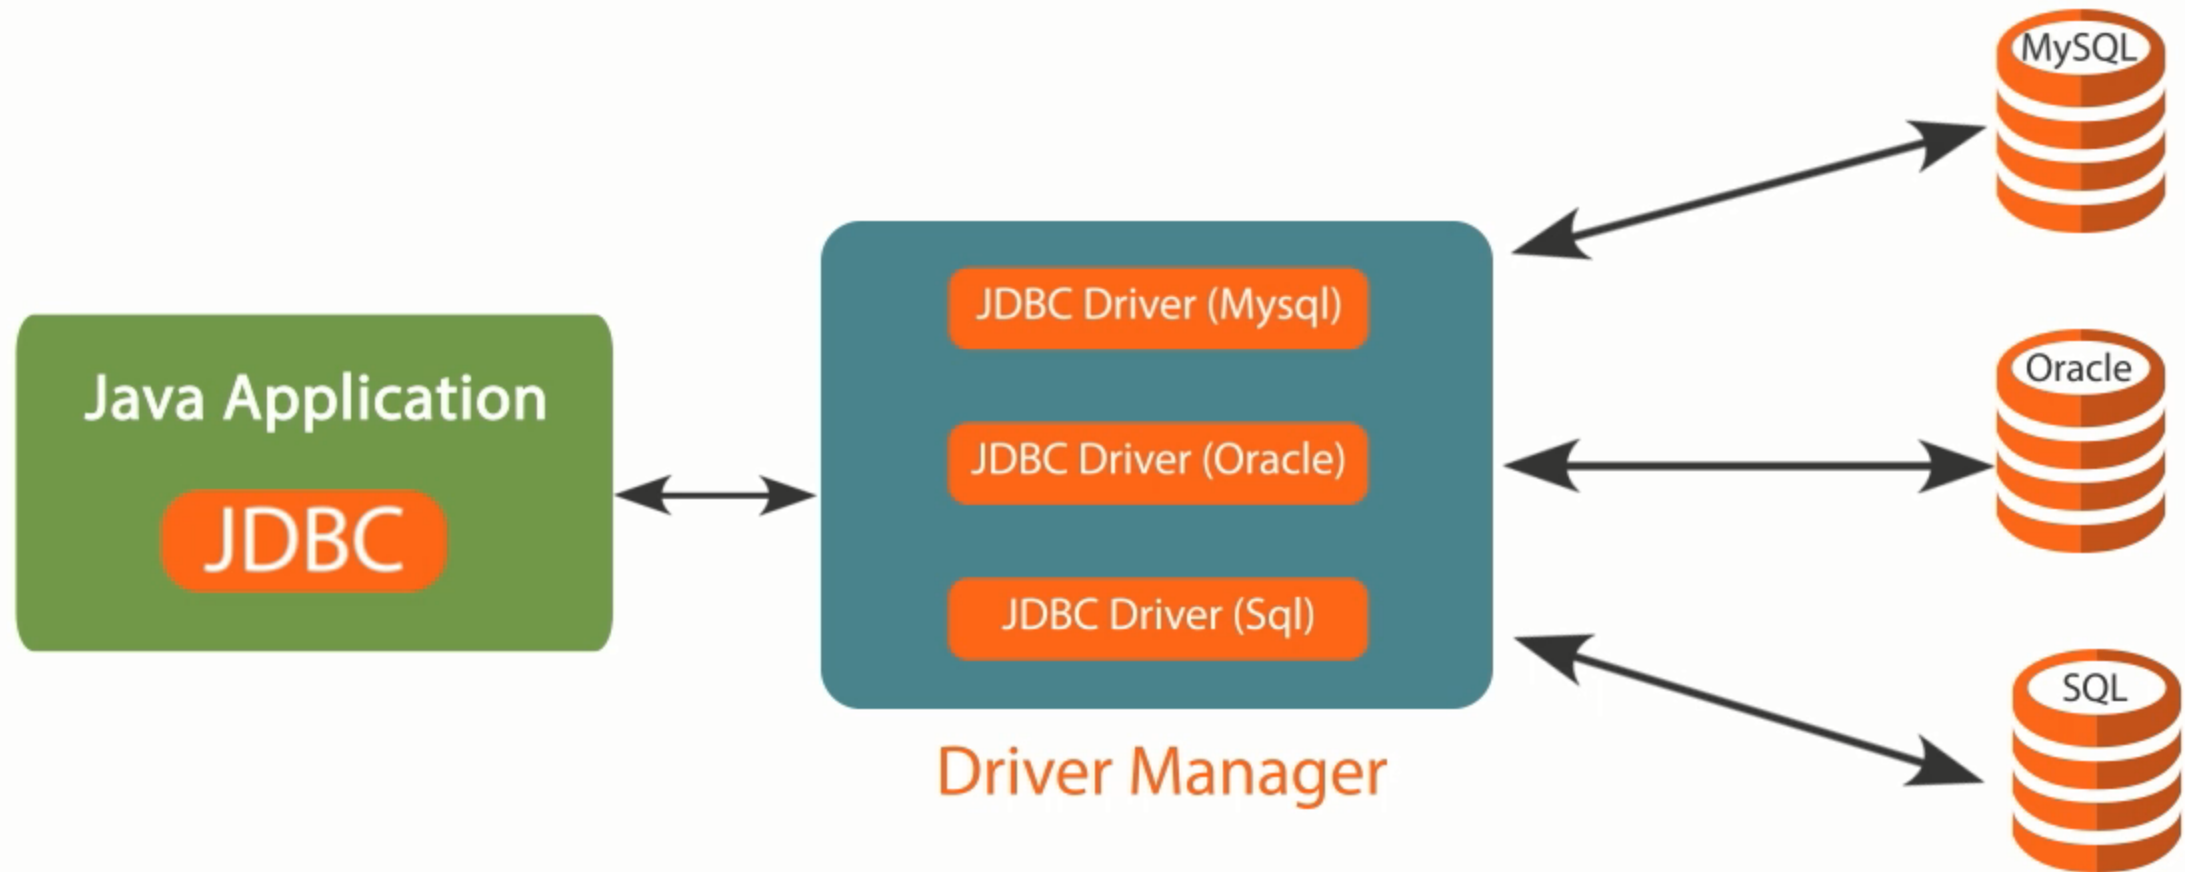 Java Application
JDBC
JDBC Driver (Mysql)
JDBC Driver (Oracle)
JDBC Driver (Sql)
Driver Manager
MySQL
Oracle
SQL